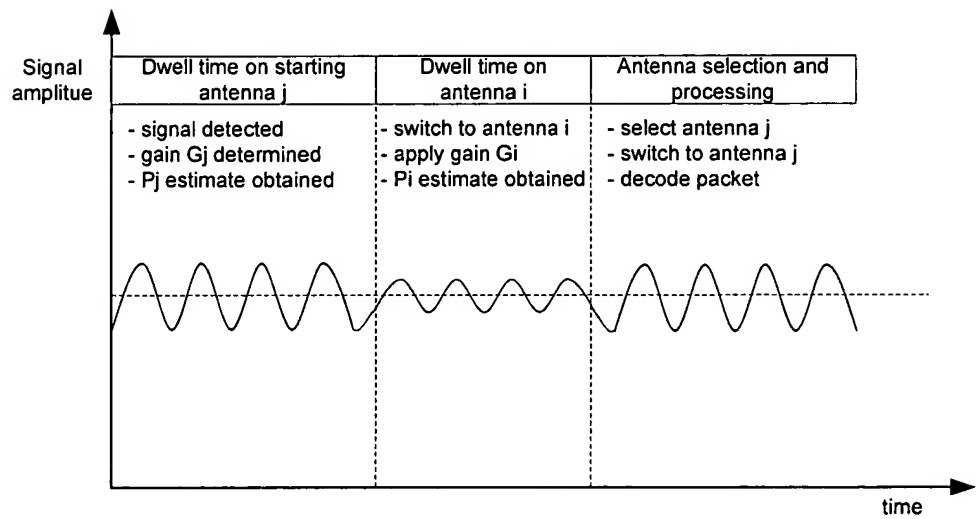 Signal
amplitue
Dwell time on starting
antenna j
Dwell time on
antenna i
Antenna selection and
processing
- signal detected
- gain Gj determined
- Pj estimate obtained
- switch to antenna i
- apply gain Gi
- Pi estimate obtained
- select antenna j
- switch to antenna j
- decode packet
time